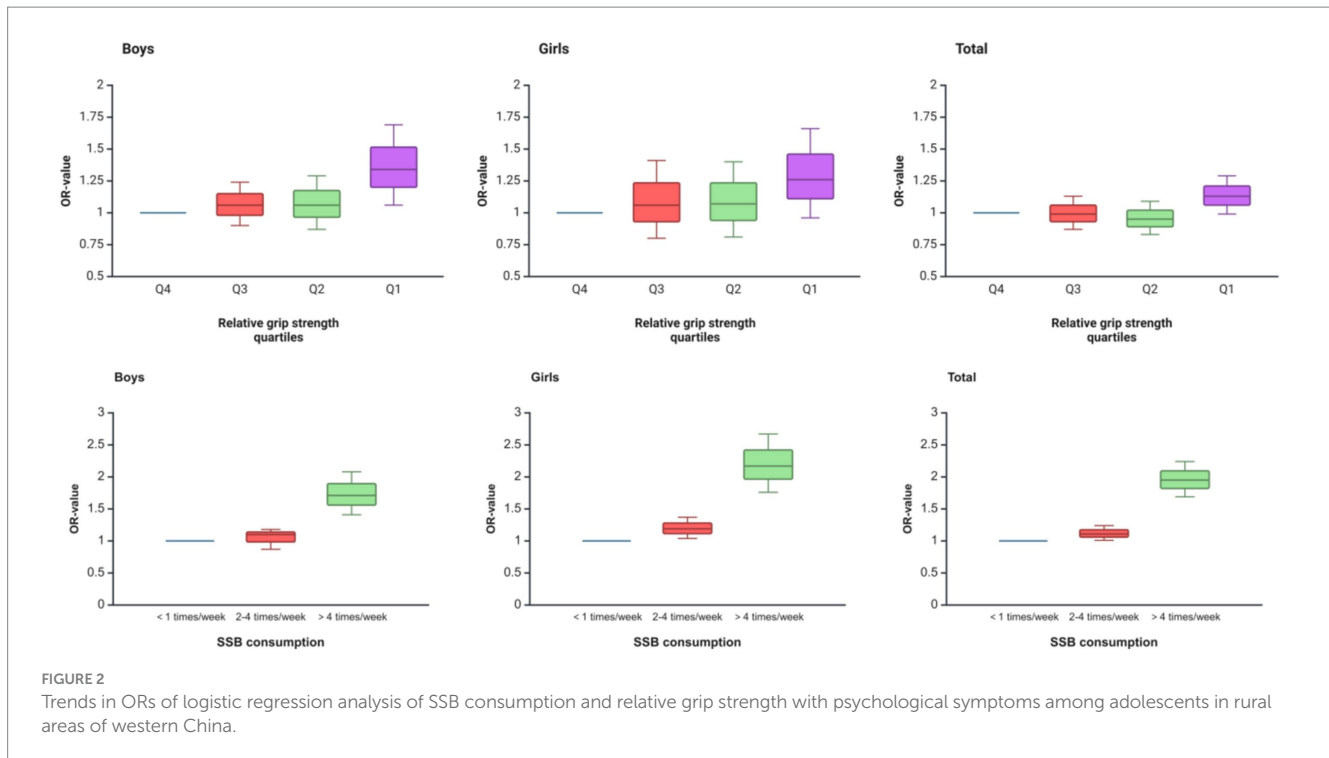 Boys
2
1.75
1.5
1.25
1
0.75
0.5
OR-value
Q4 Q3 Q2 Q1
Relative grip strength
quartiles
Girls
2
1.75
1.5
1.25
1
0.75
0.5
OR-value
Q4 Q3 Q2 Q1
Relative grip strength
quartiles
Total
2
1.75
1.5
1.25
1
0.75
0.5
OR-value
Q4 Q3 Q2 Q1
Relative grip strength
quartiles
Boys
3
2.5
2
1.5
1
0.5
0
OR-value
< 1 times/week 2-4 times/week > 4 times/week
SSB consumption
Girls
3
2.5
2
1.5
1
0.5
0
OR-value
< 1 times/week 2-4 times/week > 4 times/week
SSB consumption
Total
3
2.5
2
1.5
1
0.5
0
OR-value
< 1 times/week 2-4 times/week > 4 times/week
SSB consumption
FIGURE 2
Trends in ORs of logistic regression analysis of SSB consumption and relative grip strength with psychological symptoms among adolescents in rural
areas of western China.